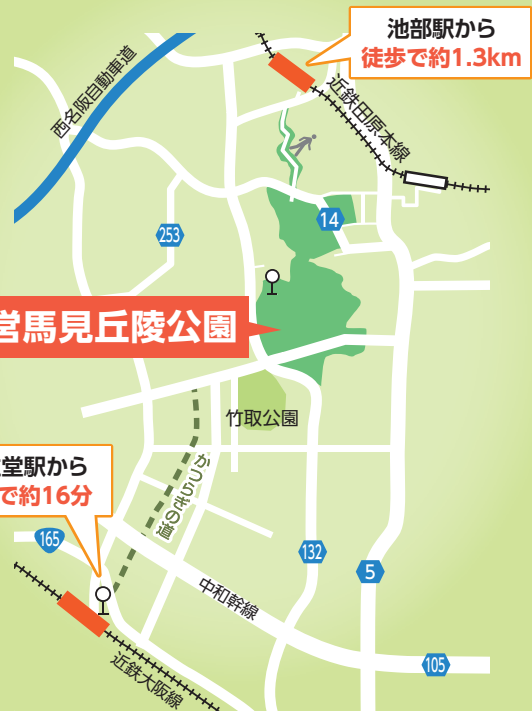 池部駅から
徒歩で約1.3km
西名阪自動車道
近鉄田原本線
14
253
営馬見丘陵公園
竹取公園
堂駅から
で約16分
かつらぎの道
165
132
5
中和幹線
105
近鉄大阪線